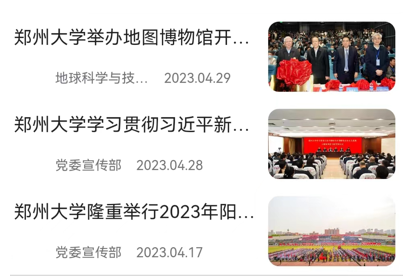 郑州大学举办地图博物馆开…
地球科学与技… 2023.04.29
郑州大学学习贯彻习近平新…
党委宣传部 2023.04.28
郑州大学隆重举行2023年阳…
党委宣传部 2023.04.17